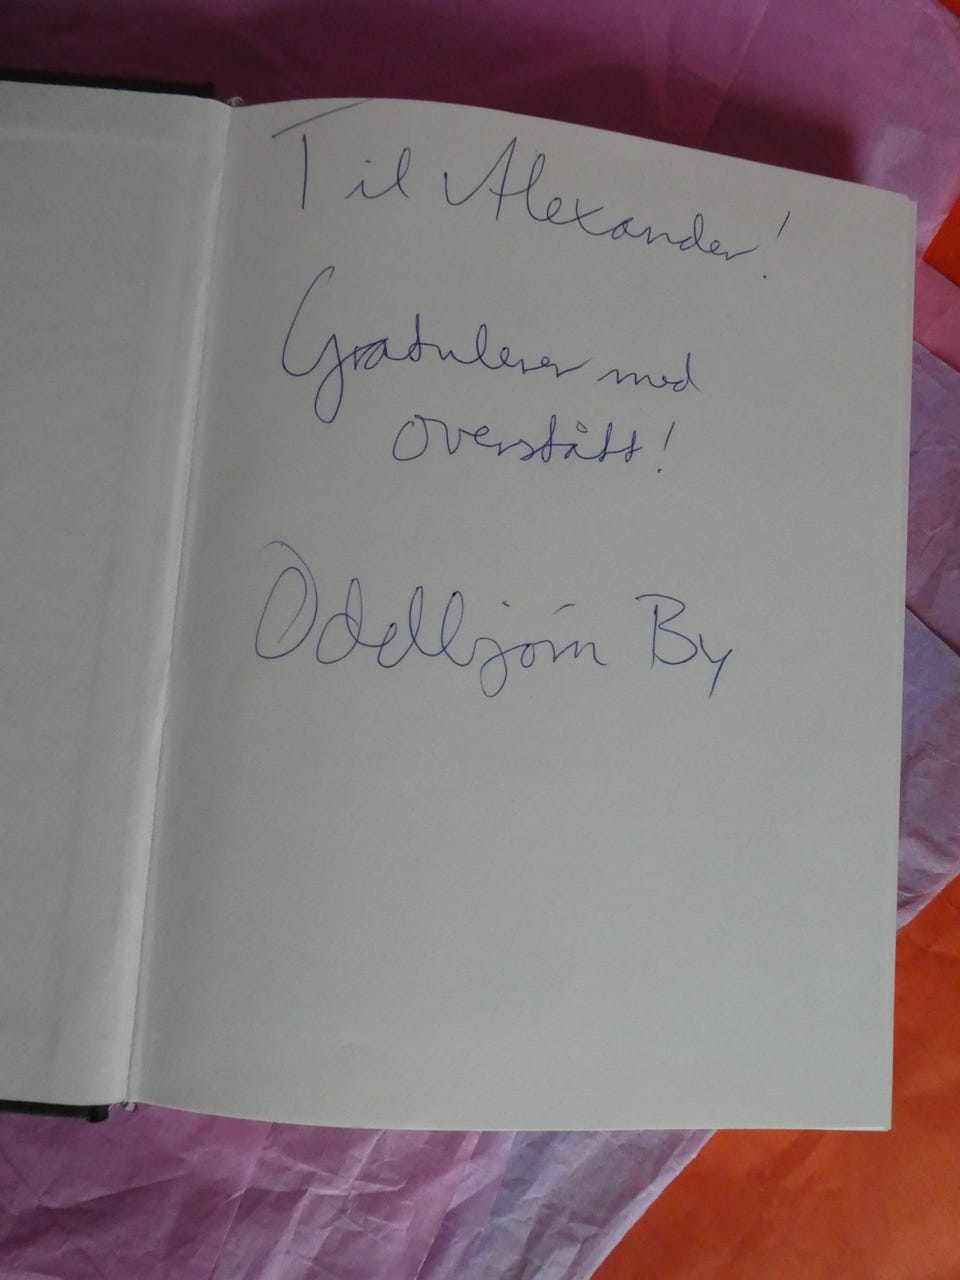 Til Alexander!
Gratulerer med
overstått!
Oddbjørn By